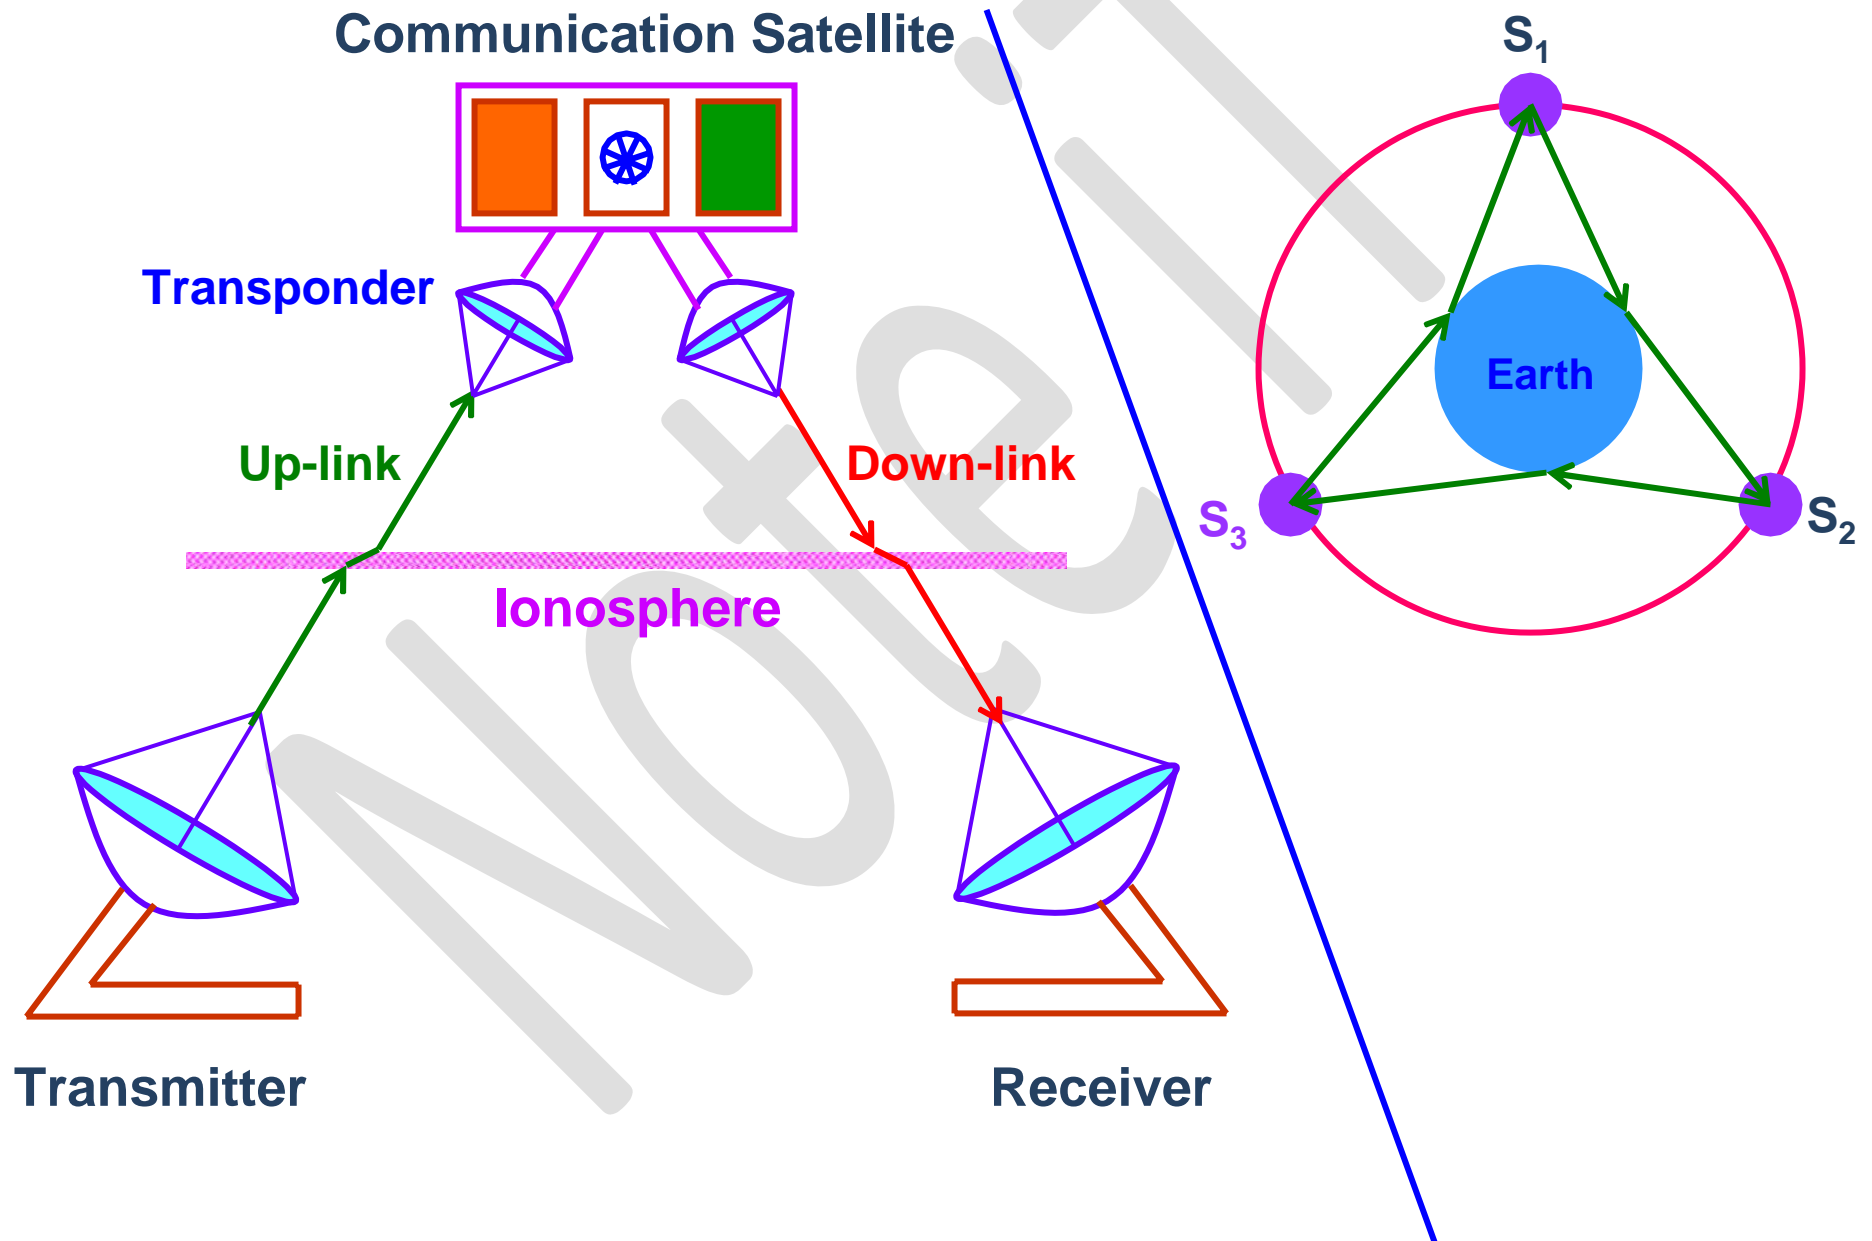 Communication Satellite
Transponder
Up-link
Down-link
Ionosphere
Transmitter
Receiver
S1
Earth
S3
S2
Note